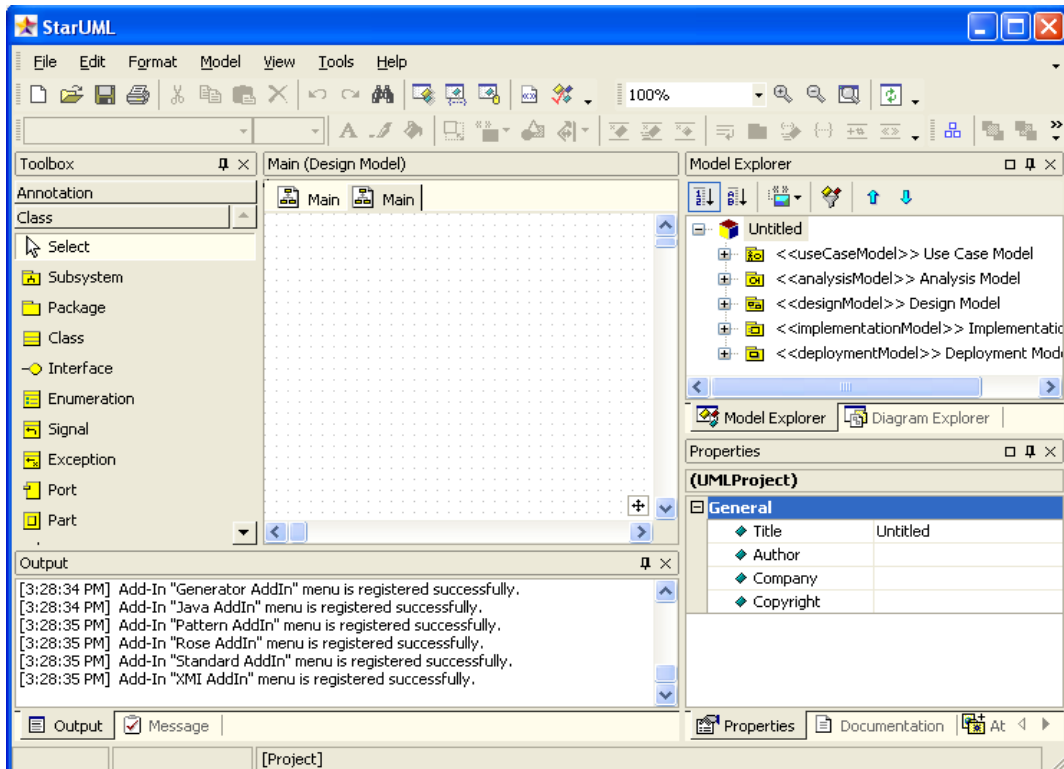 StarUML
File Edit Format Model View Tools Help
100%
Toolbox
Annotation
Class
Select
Subsystem
Package
Class
Interface
Enumeration
Signal
Exception
Port
Part
Main (Design Model)
Main Main
Model Explorer
Untitled
<<useCaseModel>> Use Case Model
<<analysisModel>> Analysis Model
<<designModel>> Design Model
<<implementationModel>> Implementatio
<<deploymentModel>> Deployment Mod
Model Explorer Diagram Explorer
Properties
(UMLProject)
General
Title Untitled
Author
Company
Copyright
Properties Documentation At
Output
[3:28:34 PM] Add-In "Generator AddIn" menu is registered successfully.
[3:28:34 PM] Add-In "Java AddIn" menu is registered successfully.
[3:28:35 PM] Add-In "Pattern AddIn" menu is registered successfully.
[3:28:35 PM] Add-In "Rose AddIn" menu is registered successfully.
[3:28:35 PM] Add-In "Standard AddIn" menu is registered successfully.
[3:28:35 PM] Add-In "XMI AddIn" menu is registered successfully.
Output Message
[Project]